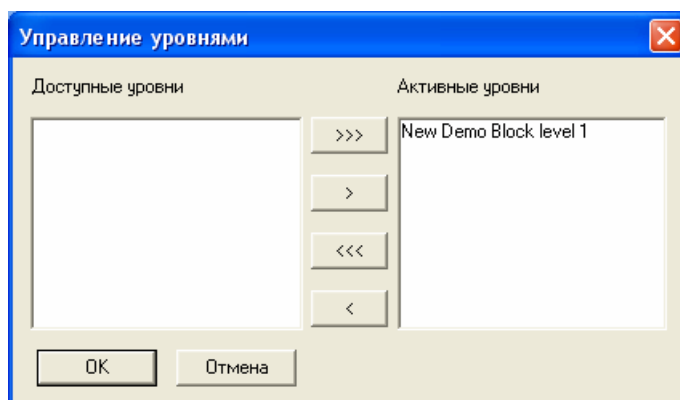 Управление уровнями
Доступные уровни
Активные уровни
>>>
New Demo Block level 1
>
<<<
<
OK
Отмена